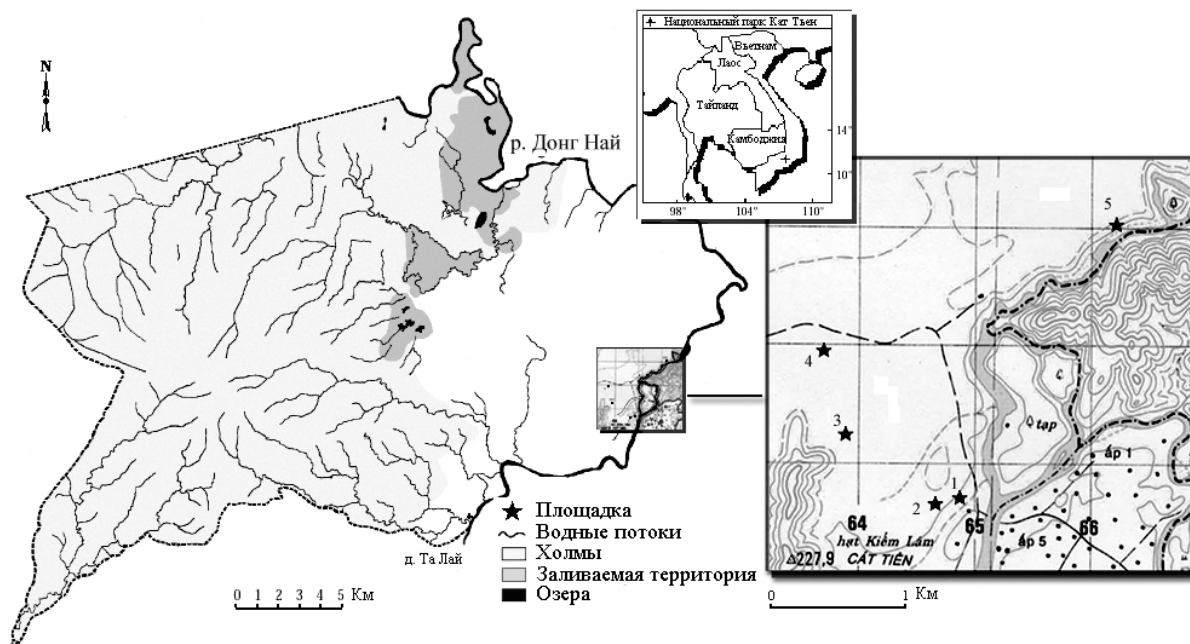 N
р. Донг Най
Национальный парк Кат Тьен
Вьетнам
Лаос
Тайланд
Камбоджия
14°
10°
98° 104° 110°
5
4
3
2 1
tạp
ấp 1
64 65 66
hạt Kiểm Lâm
ấp 5
227,9 CÁT TIÊN
Площадка
Водные потоки
Холмы
Заливаемая территория
Озера
д. Та Лай
0 1 2 3 4 5 Км
0 1 Км